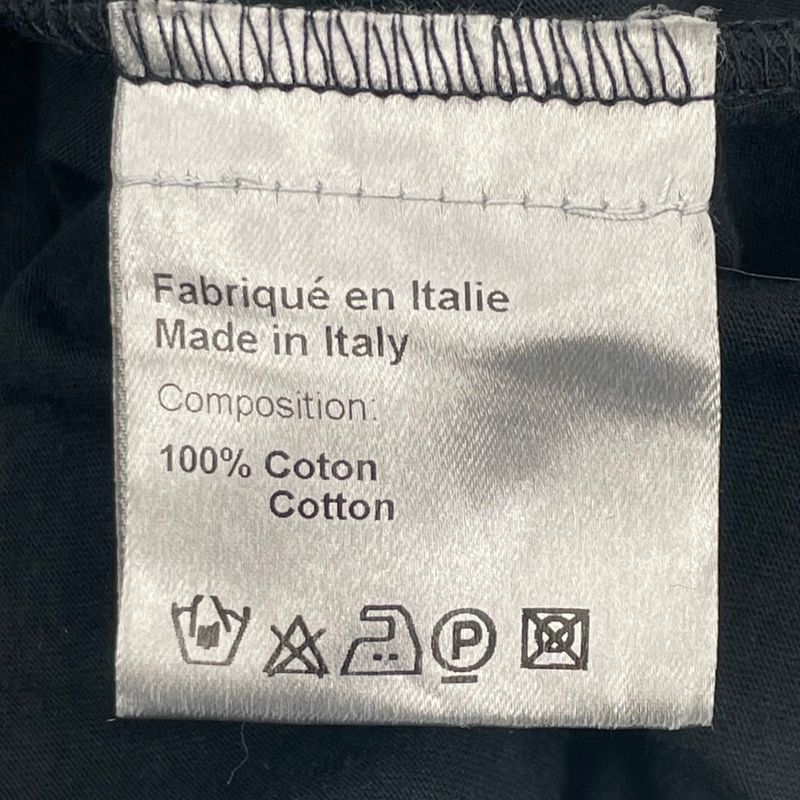 Fabriqué en Italie
Made in Italy
Composition:
100% Coton
Cotton
P